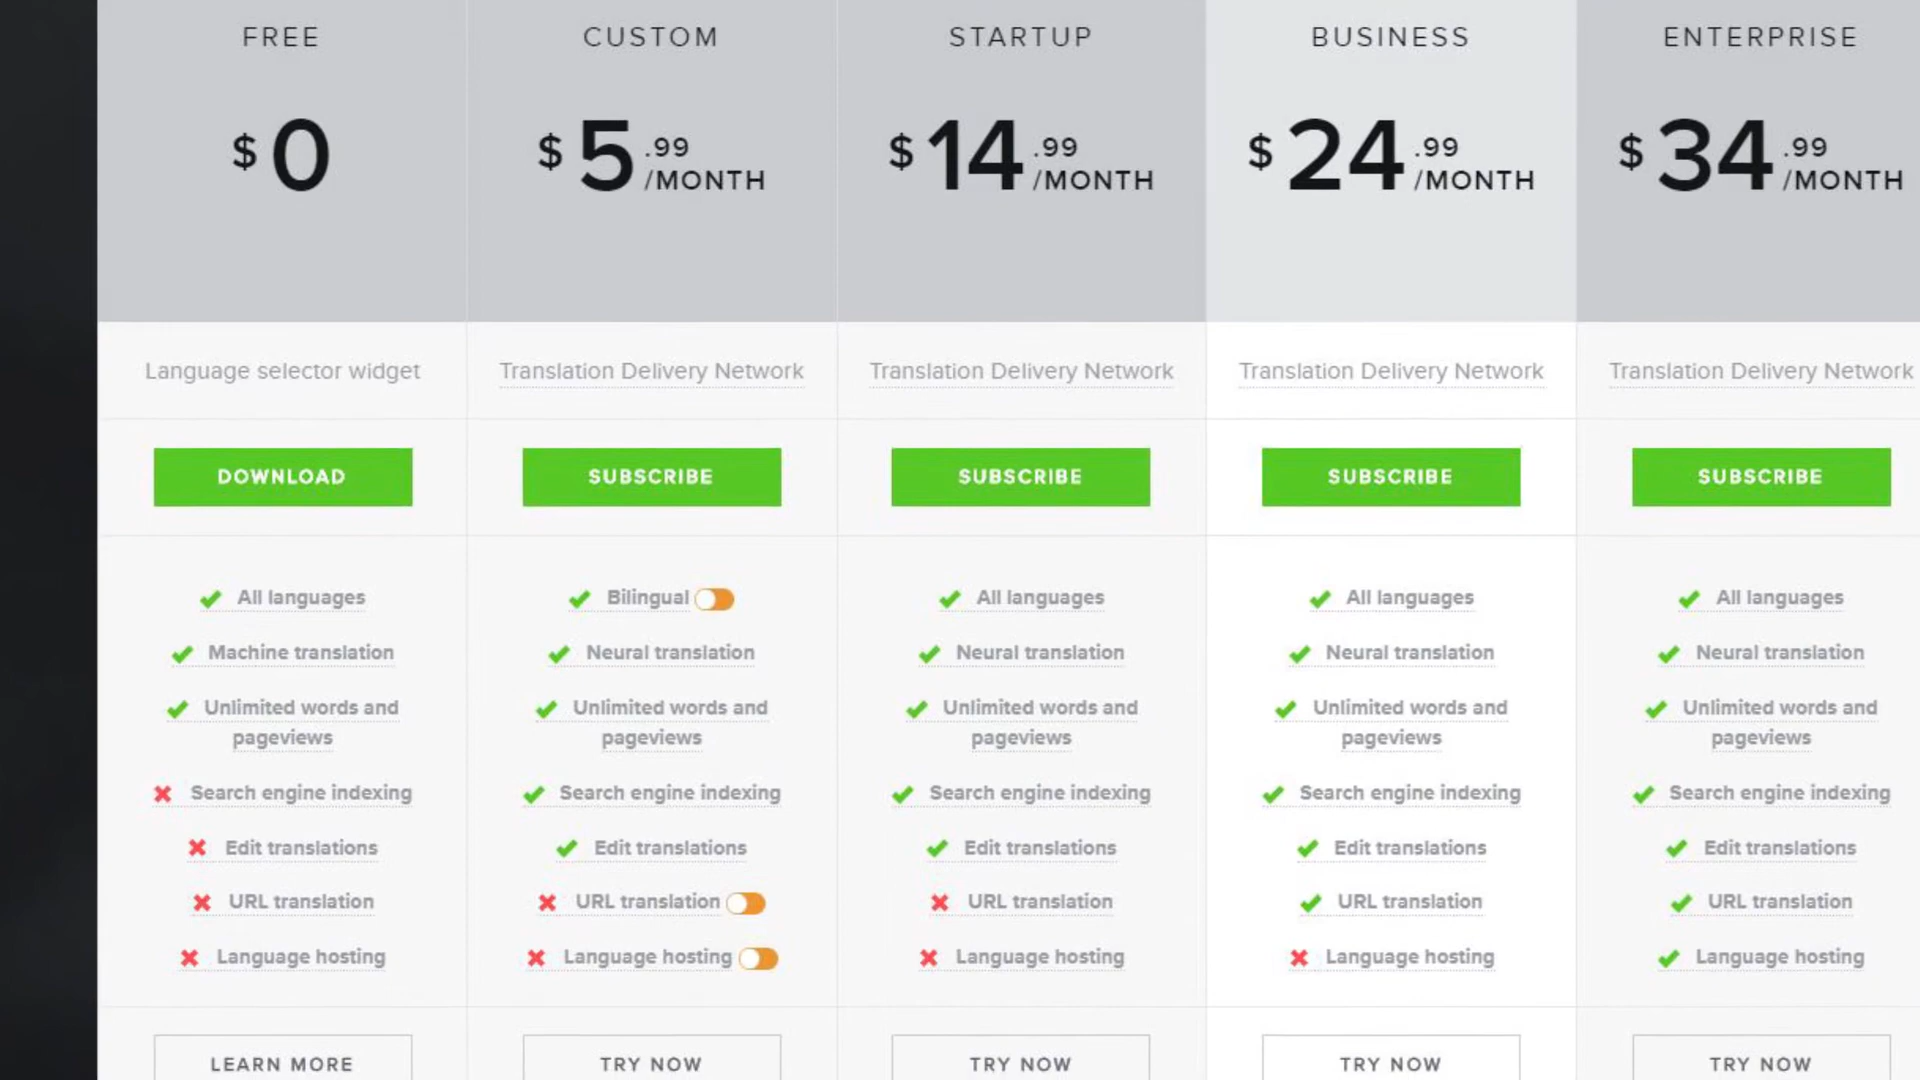 FREE
$ 0
Language selector widget
DOWNLOAD
All languages
Machine translation
Unlimited words and
pageviews
Search engine indexing
Edit translations
URL translation
Language hosting
LEARN MORE
CUSTOM
$ 5 .99
/MONTH
Translation Delivery Network
SUBSCRIBE
Bilingual
Neural translation
Unlimited words and
pageviews
Search engine indexing
Edit translations
URL translation
Language hosting
TRY NOW
STARTUP
$ 14 .99
/MONTH
Translation Delivery Network
SUBSCRIBE
All languages
Neural translation
Unlimited words and
pageviews
Search engine indexing
Edit translations
URL translation
Language hosting
TRY NOW
BUSINESS
$ 24 .99
/MONTH
Translation Delivery Network
SUBSCRIBE
All languages
Neural translation
Unlimited words and
pageviews
Search engine indexing
Edit translations
URL translation
Language hosting
TRY NOW
ENTERPRISE
$ 34 .99
/MONTH
Translation Delivery Network
SUBSCRIBE
All languages
Neural translation
Unlimited words and
pageviews
Search engine indexing
Edit translations
URL translation
Language hosting
TRY NOW